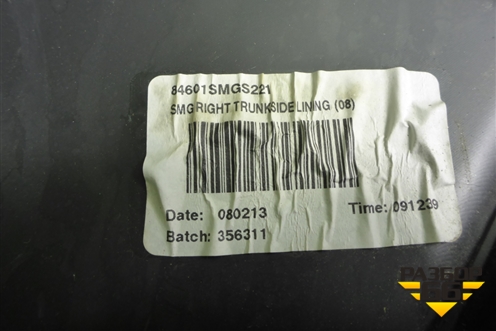 84601SMGS221
SMG RIGHT TRUNKSIDE LINING (08)
Date: 080213 Time: 091239
Batch: 356311
РАЗБОР